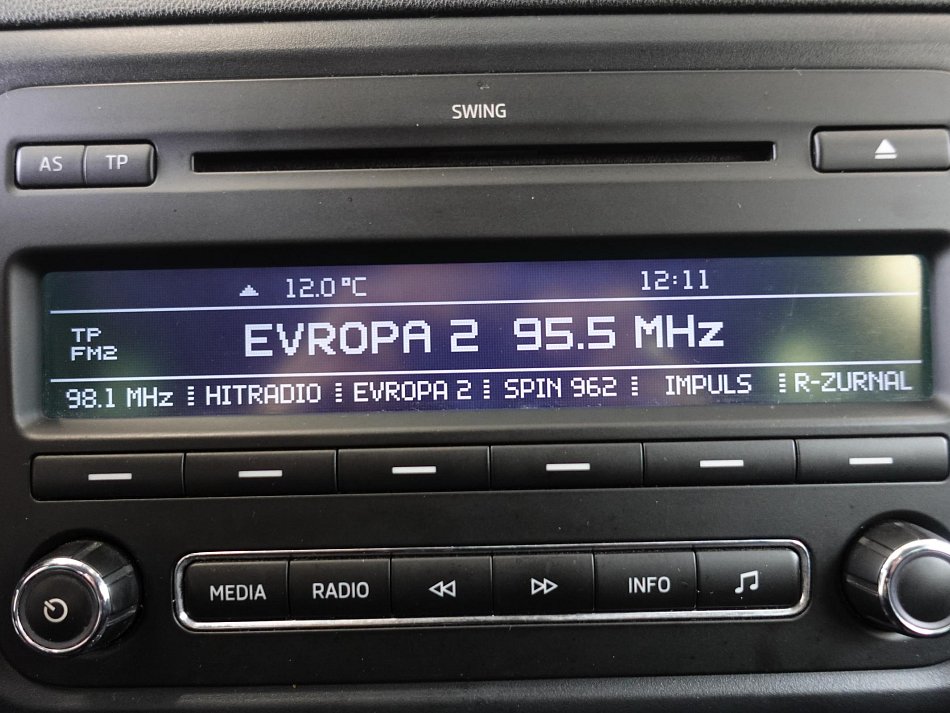 SWING
AS TP
12.0°C 12:11
TP
FM2
EVROPA 2 95.5 MHz
98.1 MHz HITRADIO EVROPA 2 SPIN 962 IMPULS R-ZURNAL
MEDIA RADIO INFO